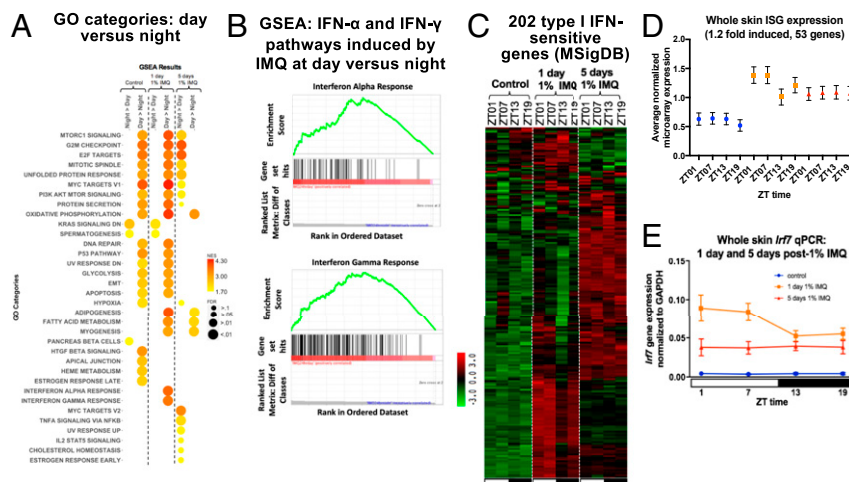 A
GO categories: day
versus night
GSEA Results
Control
1 day
1% IMQ
5 days
1% IMQ
Night > Day
Day > Night
Night > Day
Day > Night
Night > Day
Day > Night
GO Categories
MTORC1 SIGNALING
G2M CHECKPOINT
E2F TARGETS
MITOTIC SPINDLE
UNFOLDED PROTEIN RESPONSE
MYC TARGETS V1
PI3K AKT MTOR SIGNALING
PROTEIN SECRETION
OXIDATIVE PHOSPHORYLATION
KRAS SIGNALING DN
SPERMATOGENESIS
DNA REPAIR
P53 PATHWAY
UV RESPONSE DN
GLYCOLYSIS
EMT
APOPTOSIS
HYPOXIA
ADIPOGENESIS
FATTY ACID METABOLISM
MYOGENESIS
PANCREAS BETA CELLS
HTGF BETA SIGNALING
APICAL JUNCTION
HEME METABOLISM
ESTROGEN RESPONSE LATE
INTERFERON ALPHA RESPONSE
INTERFERON GAMMA RESPONSE
MYC TARGETS V2
TNFA SIGNALING VIA NFKB
UV RESPONSE UP
IL2 STAT5 SIGNALING
CHOLESTEROL HOMEOSTASIS
ESTROGEN RESPONSE EARLY
NES
4.30
3.00
1.70
FDR
<.1
>.01
<.01
B
GSEA: IFN-α and IFN-γ
pathways induced by
IMQ at day versus night
Interferon Alpha Response
Enrichment
Score
Gene
set
hits
Ranked List
Metric: Diff of
Classes
Rank in Ordered Dataset
Interferon Gamma Response
Enrichment
Score
Gene set
hits
Ranked List
Metric: Diff of
Classes
Rank in Ordered Dataset
C
202 type I IFN-
sensitive
genes (MSigDB)
Control
1 day
1% IMQ
5 days
1% IMQ
ZT01
ZT07
ZT13
ZT19
ZT01
ZT07
ZT13
ZT19
ZT01
ZT07
ZT13
ZT19
-3.0 0 3.0
D
Whole skin ISG expression
(1.2 fold induced, 53 genes)
Average normalized
microarray expression
2.0
1.5
1.0
0.5
0.0
ZT01
ZT07
ZT13
ZT19
ZT01
ZT07
ZT13
ZT19
ZT01
ZT07
ZT13
ZT19
ZT time
E
Whole skin Irf7 qPCR:
1 day and 5 days post-1% IMQ
control
1 day 1% IMQ
5 days 1% IMQ
Irf7 gene expression
normalized to GAPDH
0.15
0.10
0.05
0.00
1
7
13
19
ZT time